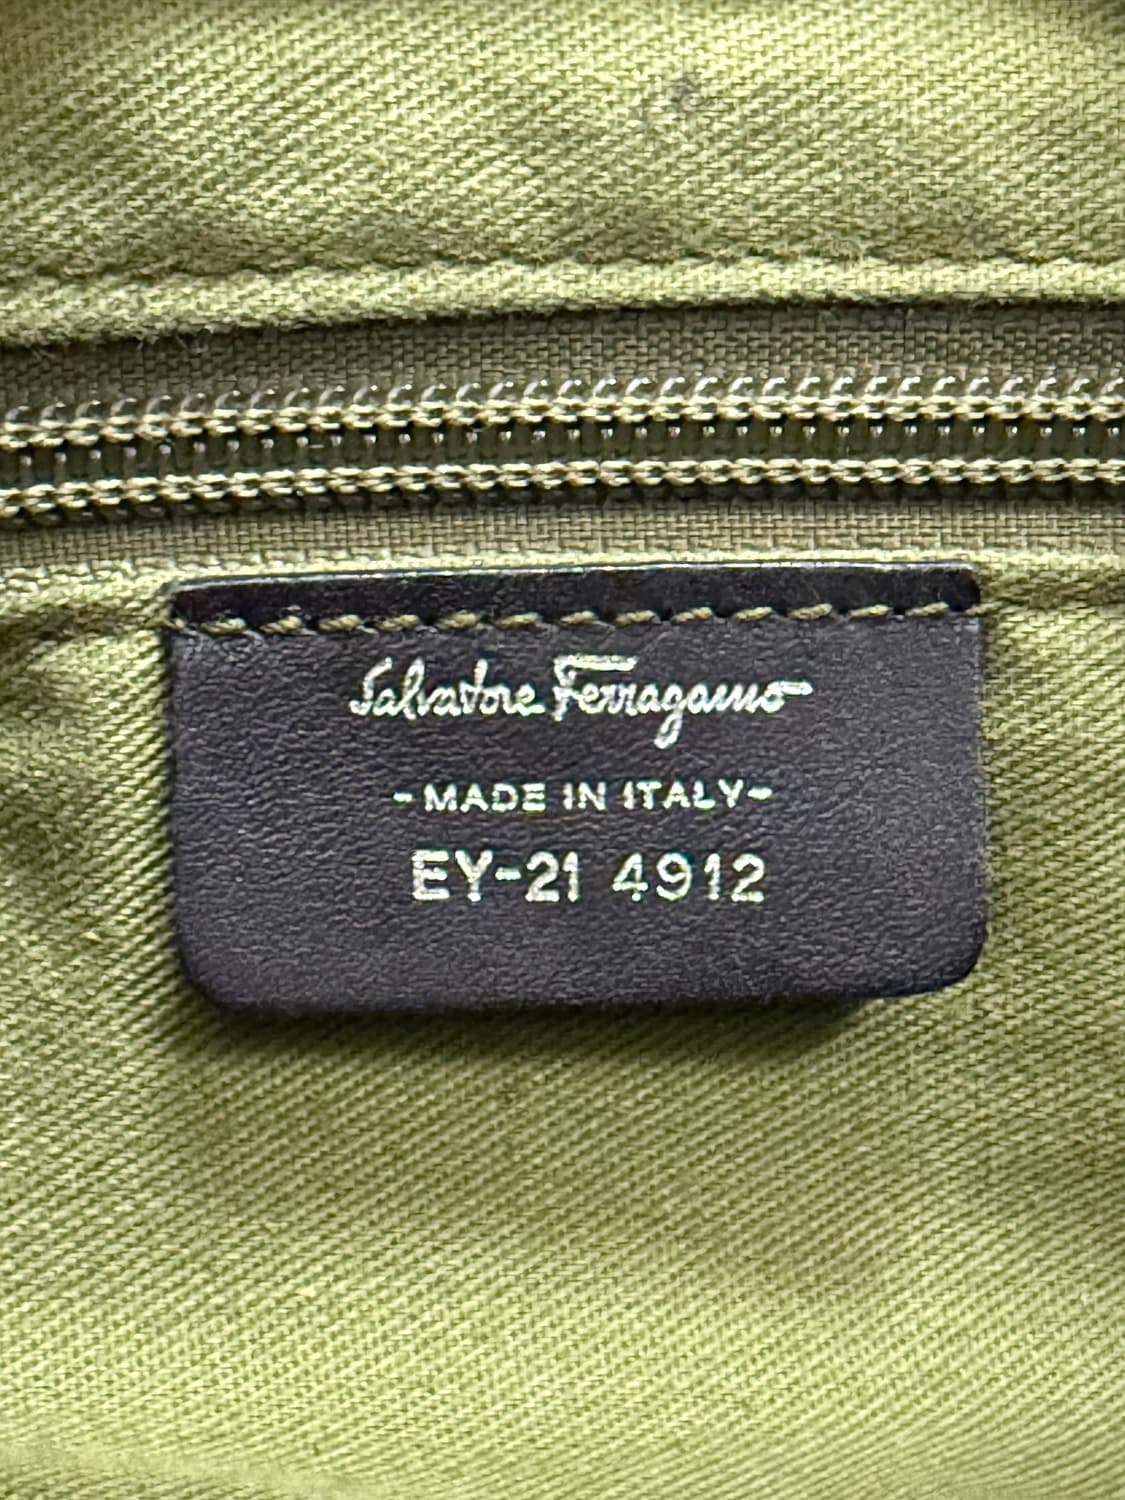 Salvatore Ferragamo
-MADE IN ITALY-
EY-21 4912